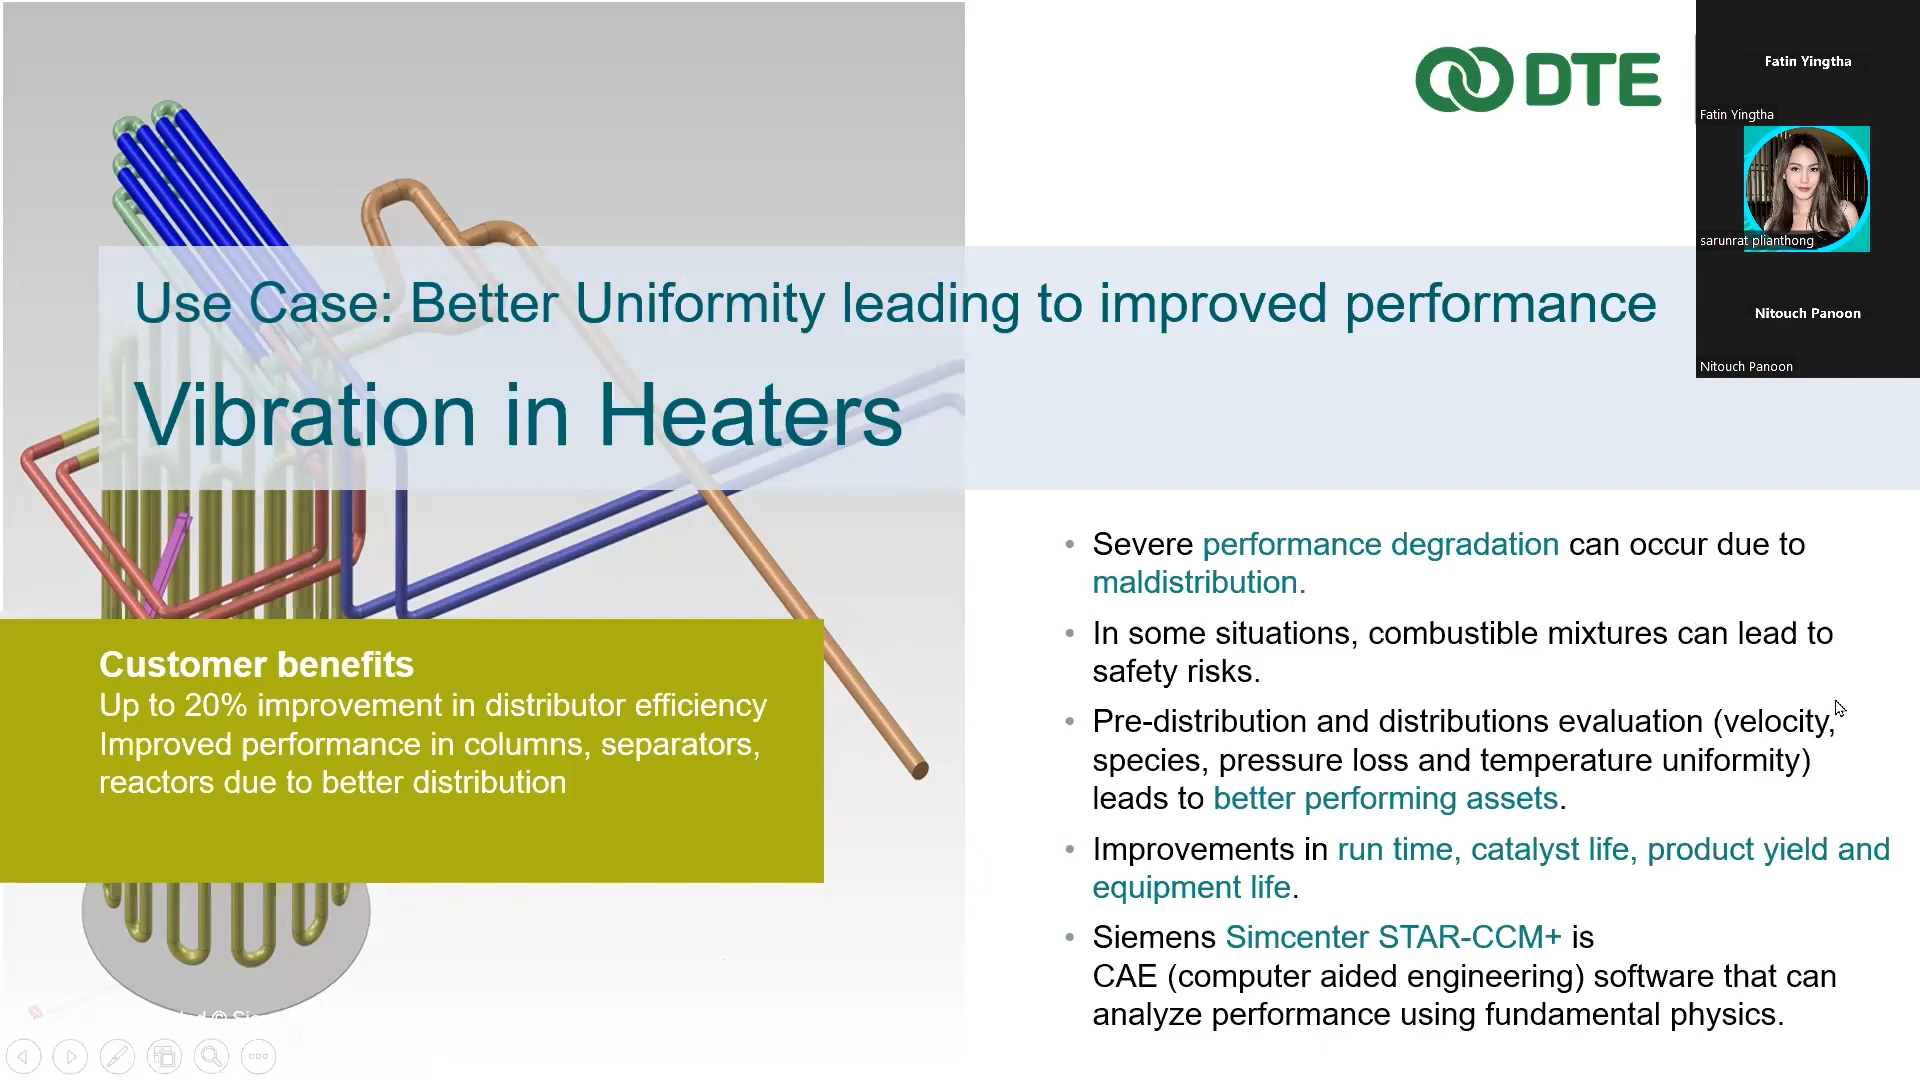 DTE
Use Case: Better Uniformity leading to improved performance
Vibration in Heaters
Customer benefits
Up to 20% improvement in distributor efficiency
Improved performance in columns, separators,
reactors due to better distribution
• Severe performance degradation can occur due to
maldistribution.
• In some situations, combustible mixtures can lead to
safety risks.
• Pre-distribution and distributions evaluation (velocity,
species, pressure loss and temperature uniformity)
leads to better performing assets.
• Improvements in run time, catalyst life, product yield and
equipment life.
• Siemens Simcenter STAR-CCM+ is
CAE (computer aided engineering) software that can
analyze performance using fundamental physics.
Fatin Yingtha
Fatin Yingtha
sarunrat plianthong
Nitouch Panoon
Nitouch Panoon